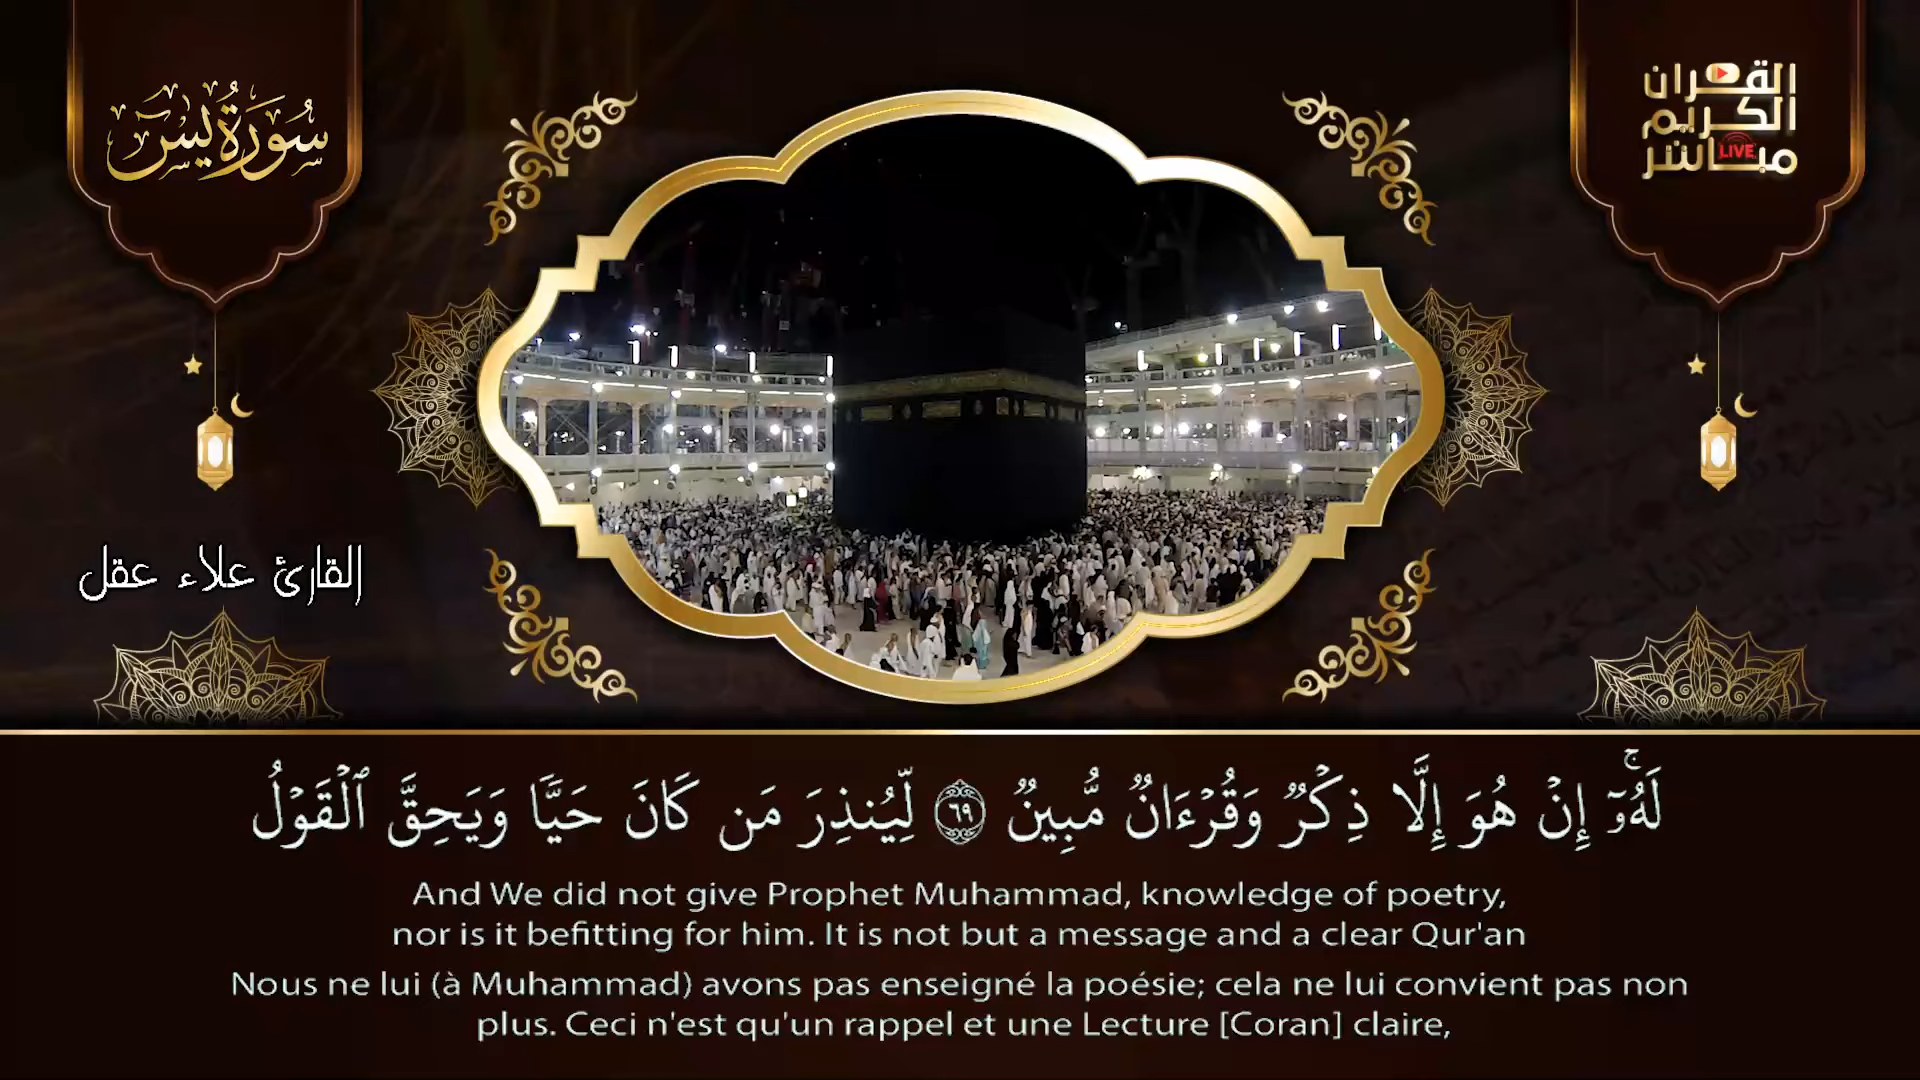 سُورَةُ يسٓ
القرآن
الكريم
مباشر
LIVE
القارئ علاء عقل
لَهُۥٓۚ إِنۡ هُوَ إِلَّا ذِكۡرٞ وَقُرۡءَانٞ مُّبِينٞ ٦٩ لِّيُنذِرَ مَن كَانَ حَيّٗا وَيَحِقَّ ٱلۡقَوۡلُ
And We did not give Prophet Muhammad, knowledge of poetry,
nor is it befitting for him. It is not but a message and a clear Qur'an
Nous ne lui (à Muhammad) avons pas enseigné la poésie; cela ne lui convient pas non
plus. Ceci n'est qu'un rappel et une Lecture [Coran] claire,